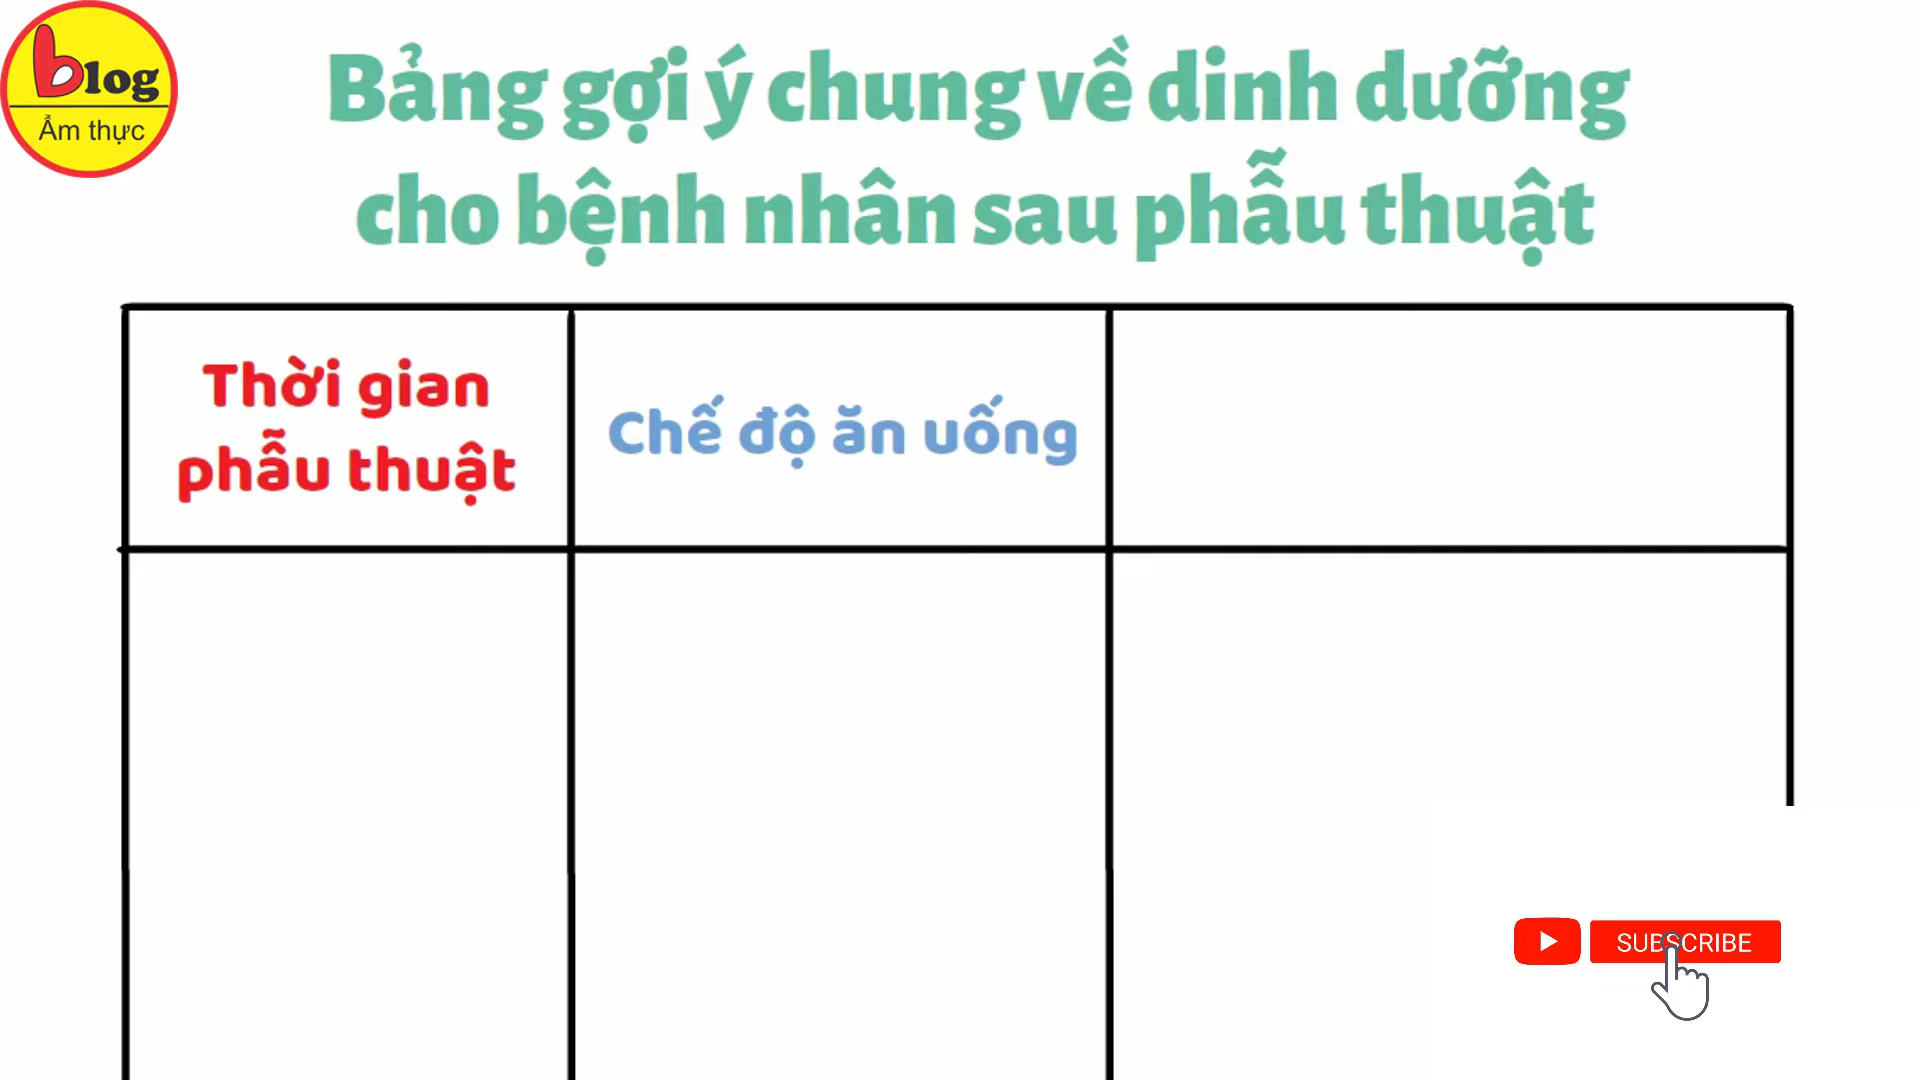 blog
Ẩm thực
Bảng gợi ý chung về dinh dưỡng
cho bệnh nhân sau phẫu thuật
Thời gian
phẫu thuật
Chế độ ăn uống
SUBSCRIBE